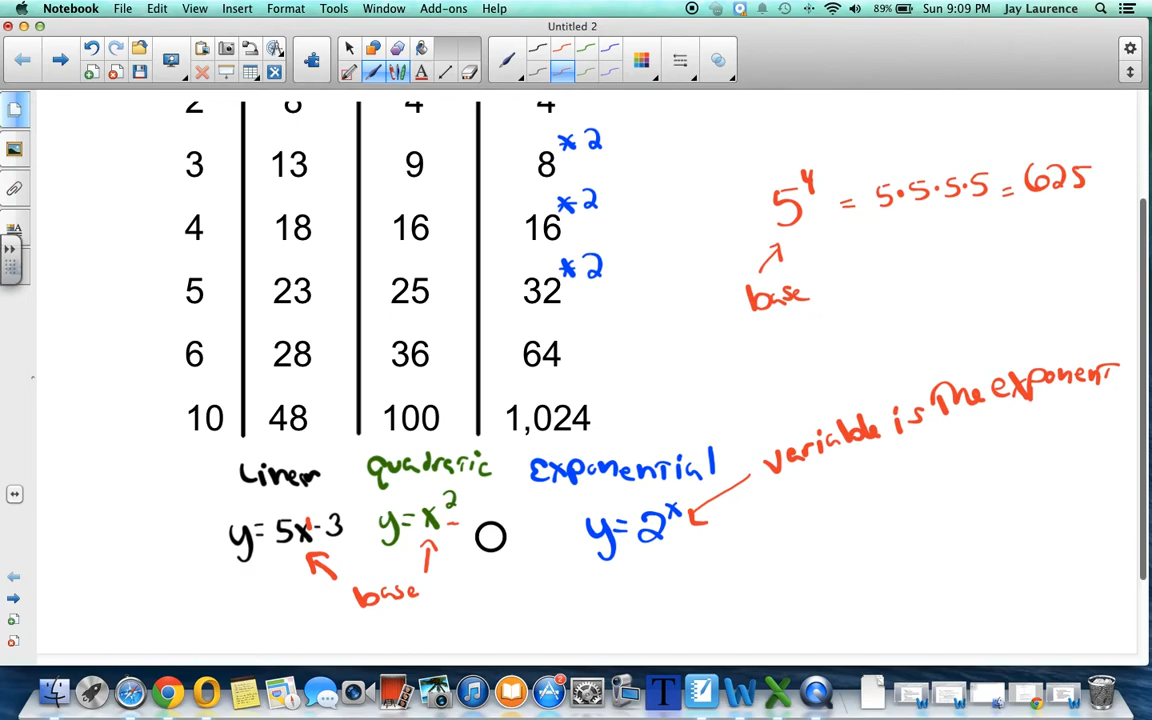 Notebook File Edit View Insert Format Tools Window Add-ons Help 89% Sun 9:09 PM Jay Laurence
Untitled 2
2 8 4 4
* 2
3 13 9 8
* 2
4 18 16 16
* 2
5 23 25 32
6 28 36 64
10 48 100 1,024
Linear quadratic Exponential
y=5x¹-3 y=x² y=2ˣ
base
5⁴ = 5•5•5•5 = 625
base
variable is The exponent